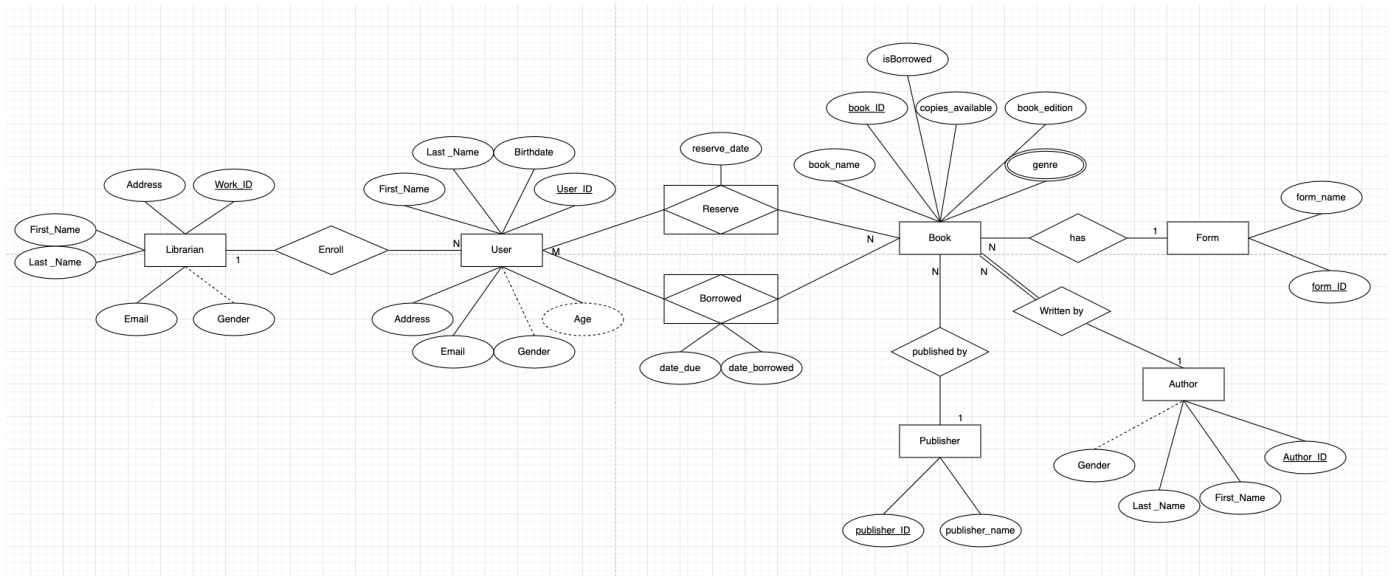 isBorrowed
book_ID
copies_available
book_edition
Last _Name
Birthdate
reserve_date
book_name
genre
Address
Work_ID
First_Name
User_ID
form_name
First_Name
Reserve
Librarian
Enroll
N
User
M
N
Book
N
has
1
Form
Last _Name
1
N
N
form_ID
Email
Gender
Address
Age
Borrowed
Written by
Email
Gender
date_due
date_borrowed
published by
1
Author
1
Publisher
Gender
Author_ID
Last _Name
First_Name
publisher_ID
publisher_name